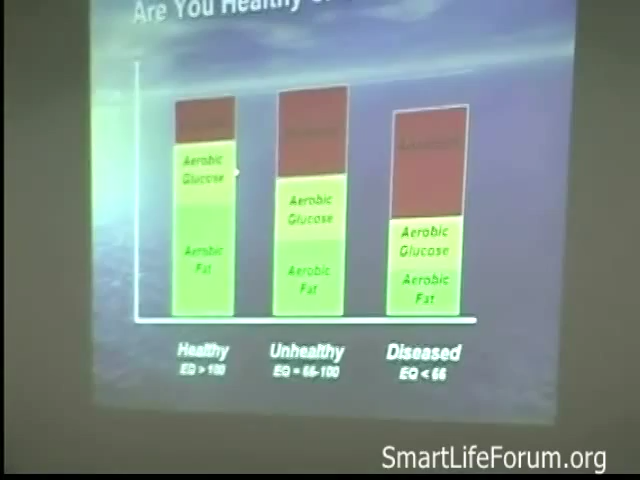 Are You Healthy
Aerobic
Glucose
Aerobic
Fat
Aerobic
Glucose
Aerobic
Fat
Aerobic
Glucose
Aerobic
Fat
Healthy
EQ > 100
Unhealthy
EQ = 66-100
Diseased
EQ < 66
SmartLifeForum.org